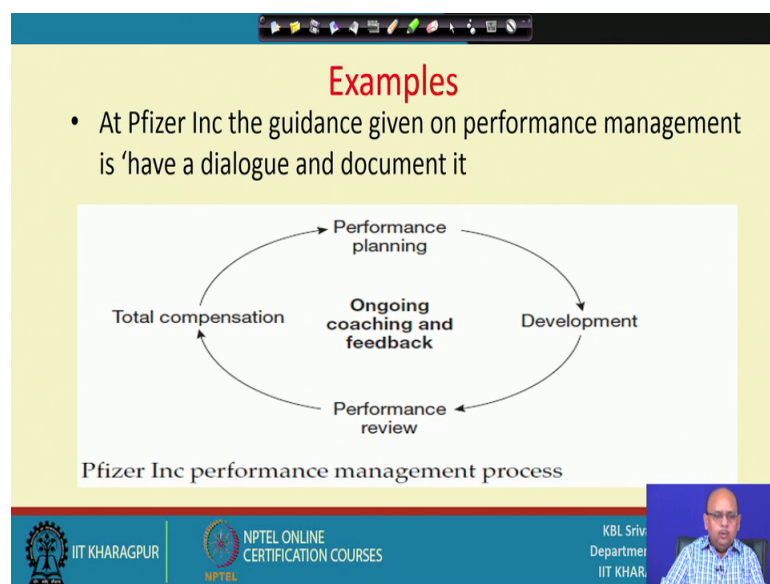 Examples
• At Pfizer Inc the guidance given on performance management
is ‘have a dialogue and document it
Performance
planning
Total compensation
Ongoing
coaching and
feedback
Development
Performance
review
Pfizer Inc performance management process
IIT KHARAGPUR
NPTEL
NPTEL ONLINE
CERTIFICATION COURSES
KBL
IIT